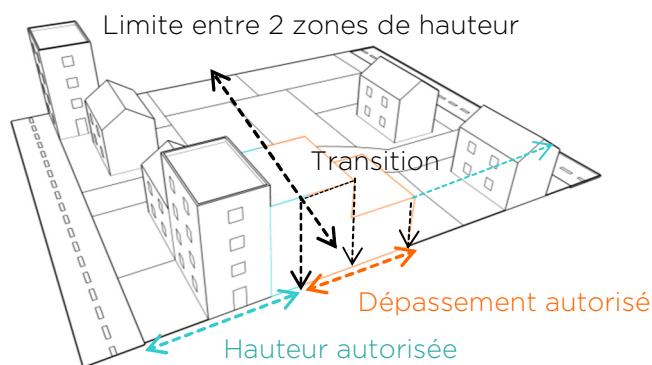 Limite entre 2 zones de hauteur
Transition
Dépassement autorisé
Hauteur autorisée